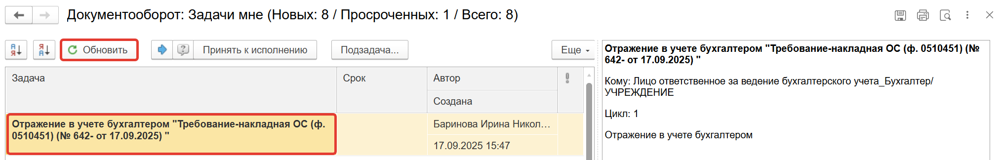 Документооборот: Задачи мне (Новых: 8 / Просроченных: 1 / Всего: 8)
Обновить
Принять к исполнению
Подзадача...
Еще
Задача
Срок
Автор
Создана
Отражение в учете бухгалтером "Требование-накладная ОС (ф.
0510451) (№ 642- от 17.09.2025) "
Баринова Ирина Никол…
17.09.2025 15:47
Отражение в учете бухгалтером "Требование-накладная ОС (ф. 0510451) (№
642- от 17.09.2025) "
Кому: Лицо ответственное за ведение бухгалтерского учета_Бухгалтер/
УЧРЕЖДЕНИЕ
Цикл: 1
Отражение в учете бухгалтером